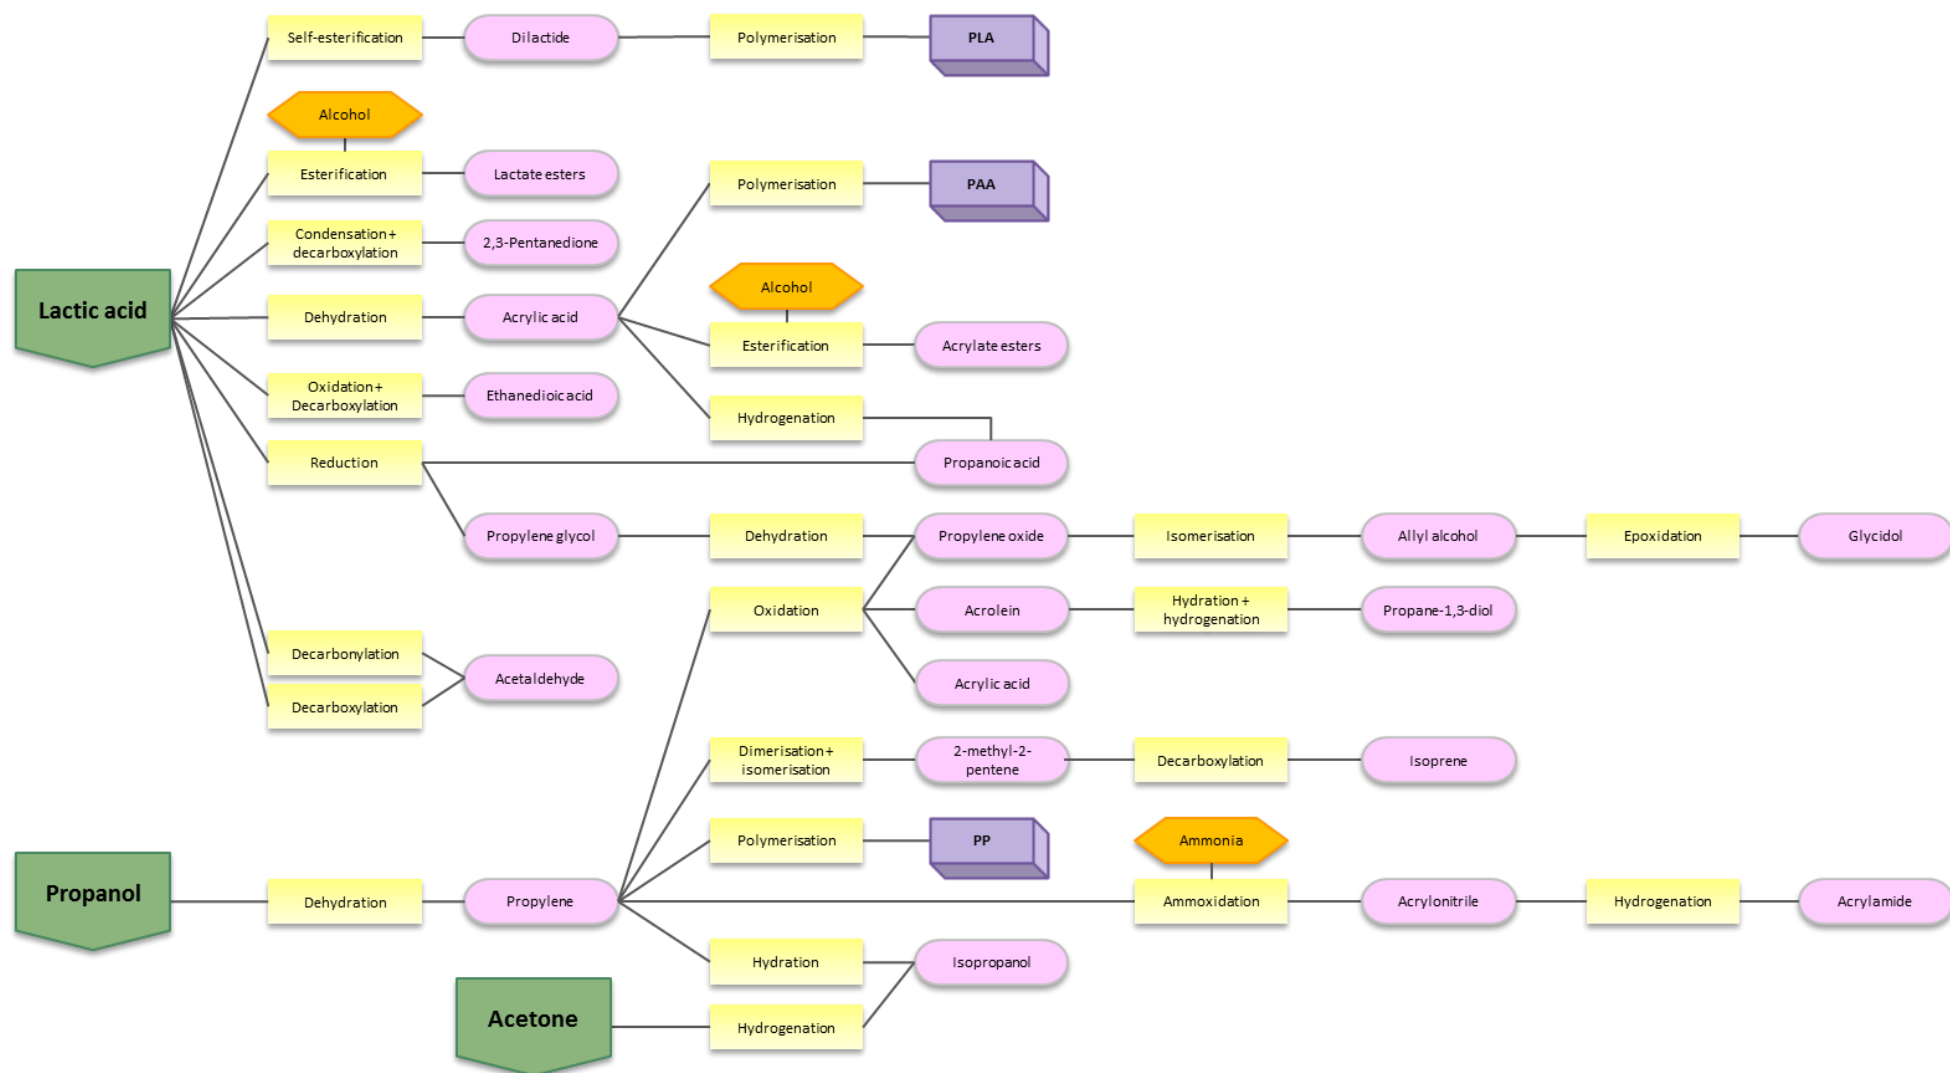 Self-esterification
Dilactide
Polymerisation
PLA
Alcohol
Esterification
Lactate esters
Polymerisation
PAA
Condensation +
decarboxylation
2,3-Pentanedione
Alcohol
Lactic acid
Dehydration
Acrylic acid
Esterification
Acrylate esters
Oxidation +
Decarboxylation
Ethanedioic acid
Hydrogenation
Reduction
Propanoic acid
Propylene glycol
Dehydration
Propylene oxide
Isomerisation
Allyl alcohol
Epoxidation
Glycidol
Oxidation
Acrolein
Hydration +
hydrogenation
Propane-1,3-diol
Decarbonylation
Acetaldehyde
Acrylic acid
Decarboxylation
Dimerisation +
isomerisation
2-methyl-2-
pentene
Decarboxylation
Isoprene
Polymerisation
PP
Ammonia
Propanol
Dehydration
Propylene
Ammoxidation
Acrylonitrile
Hydrogenation
Acrylamide
Hydration
Isopropanol
Acetone
Hydrogenation